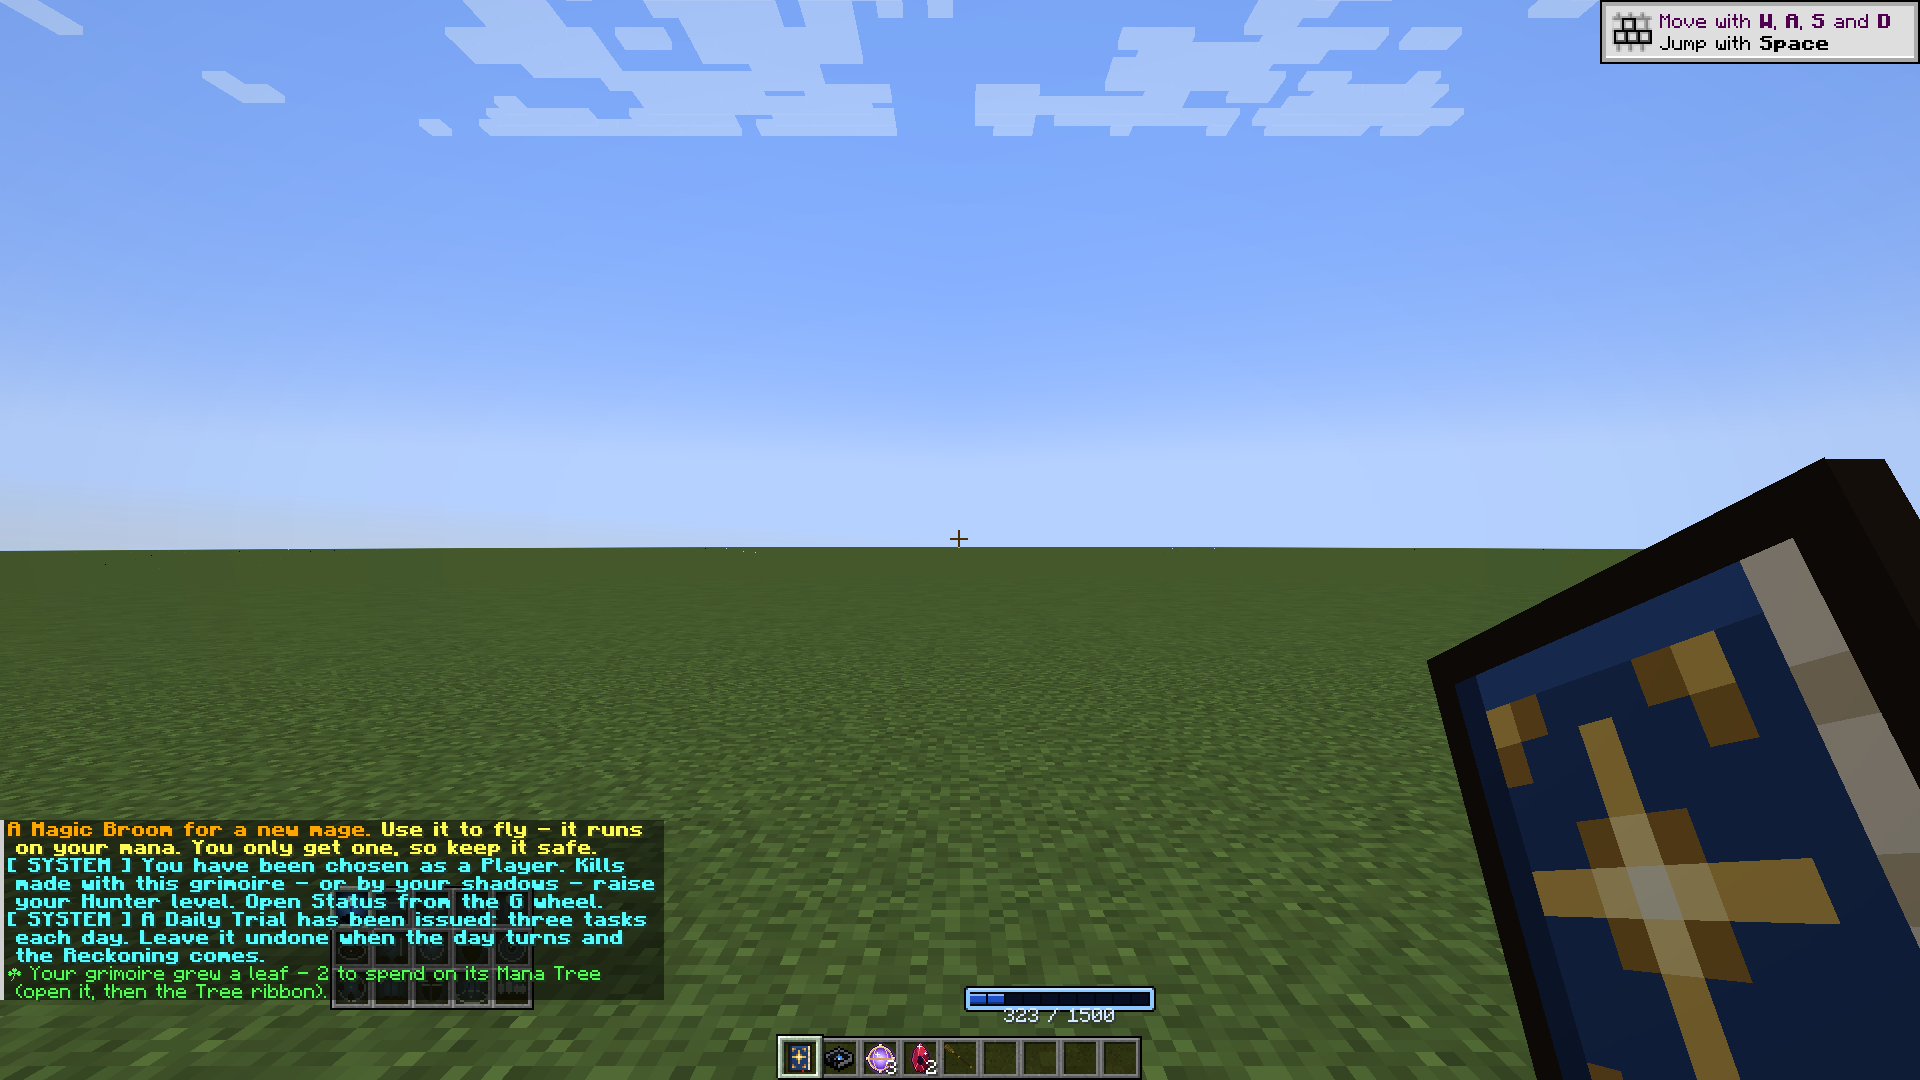 Move with W, A, S and D
Jump with Space
A Magic Broom for a new mage. Use it to fly - it runs
on your mana. You only get one, so keep it safe.
[ SYSTEM ] You have been chosen as a Player. Kills
made with this grimoire - or by your shadows - raise
your Hunter level. Open Status from the G wheel.
[ SYSTEM ] A Daily Trial has been issued: three tasks
each day. Leave it undone when the day turns and
the Reckoning comes.
☘ Your grimoire grew a leaf - 2 to spend on its Mana Tree
(open it, then the Tree ribbon).
323 / 1500
3
2